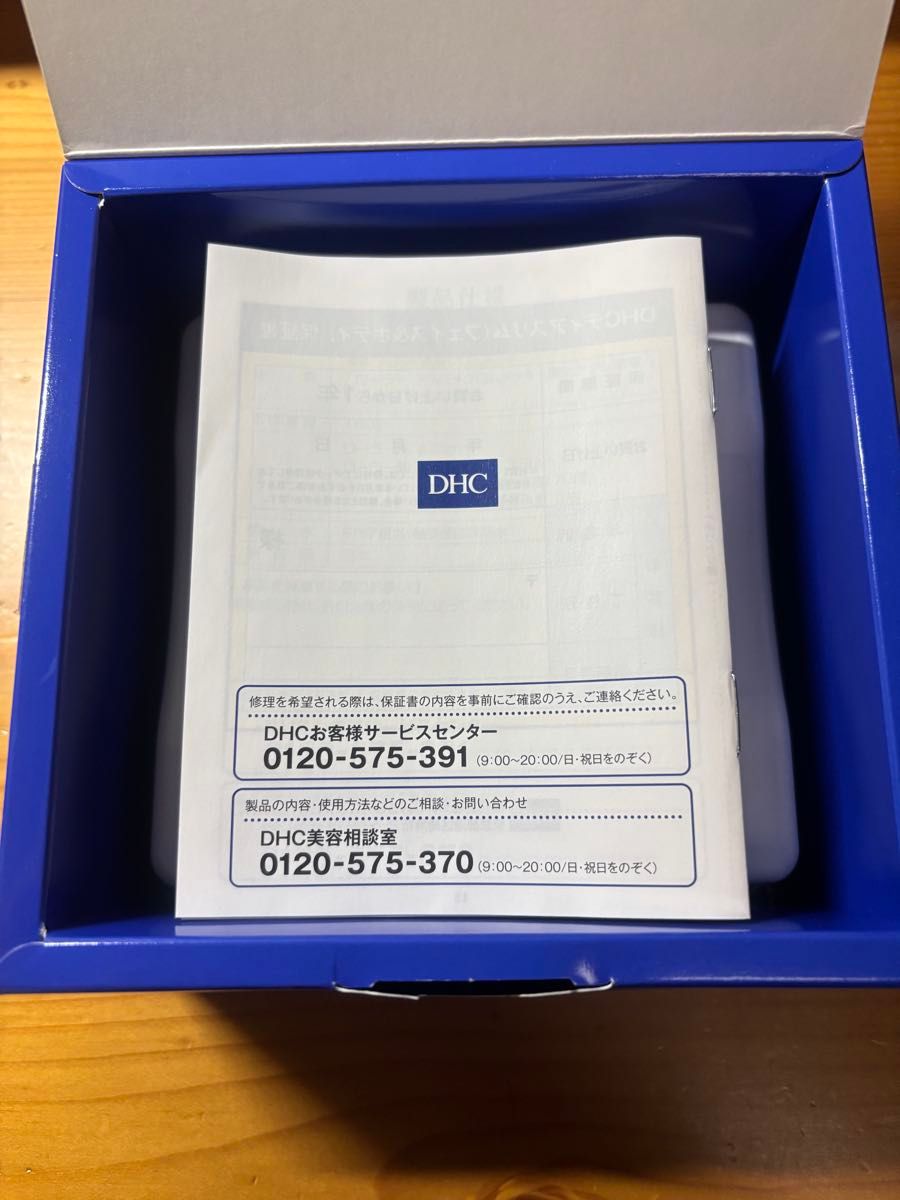 DHC
修理を希望される際は、保証書の内容を事前にご確認のうえ、ご連絡ください。
DHCお客様サービスセンター
0120-575-391 (9:00~20:00/日・祝日をのぞく)
製品の内容・使用方法などのご相談・お問い合わせ
DHC美容相談室
0120-575-370 (9:00~20:00/日・祝日をのぞく)